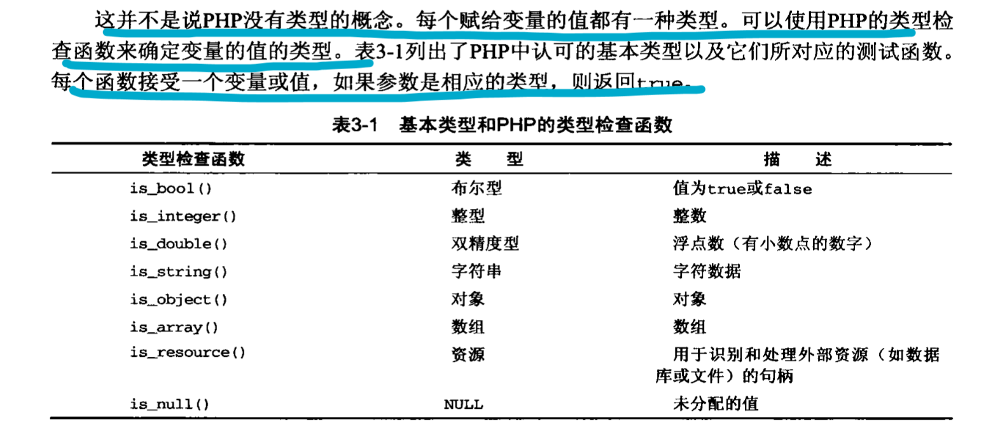 这并不是说PHP没有类型的概念。每个赋给变量的值都有一种类型。可以使用PHP的类型检
查函数来确定变量的值的类型。表3-1列出了PHP中认可的基本类型以及它们所对应的测试函数。
每个函数接受一个变量或值，如果参数是相应的类型，则返回true。
表3-1 基本类型和PHP的类型检查函数
类型检查函数 类 型 描 述
is_bool() 布尔型 值为true或false
is_integer() 整型 整数
is_double() 双精度型 浮点数（有小数点的数字）
is_string() 字符串 字符数据
is_object() 对象 对象
is_array() 数组 数组
is_resource() 资源 用于识别和处理外部资源（如数据
库或文件）的句柄
is_null() NULL 未分配的值